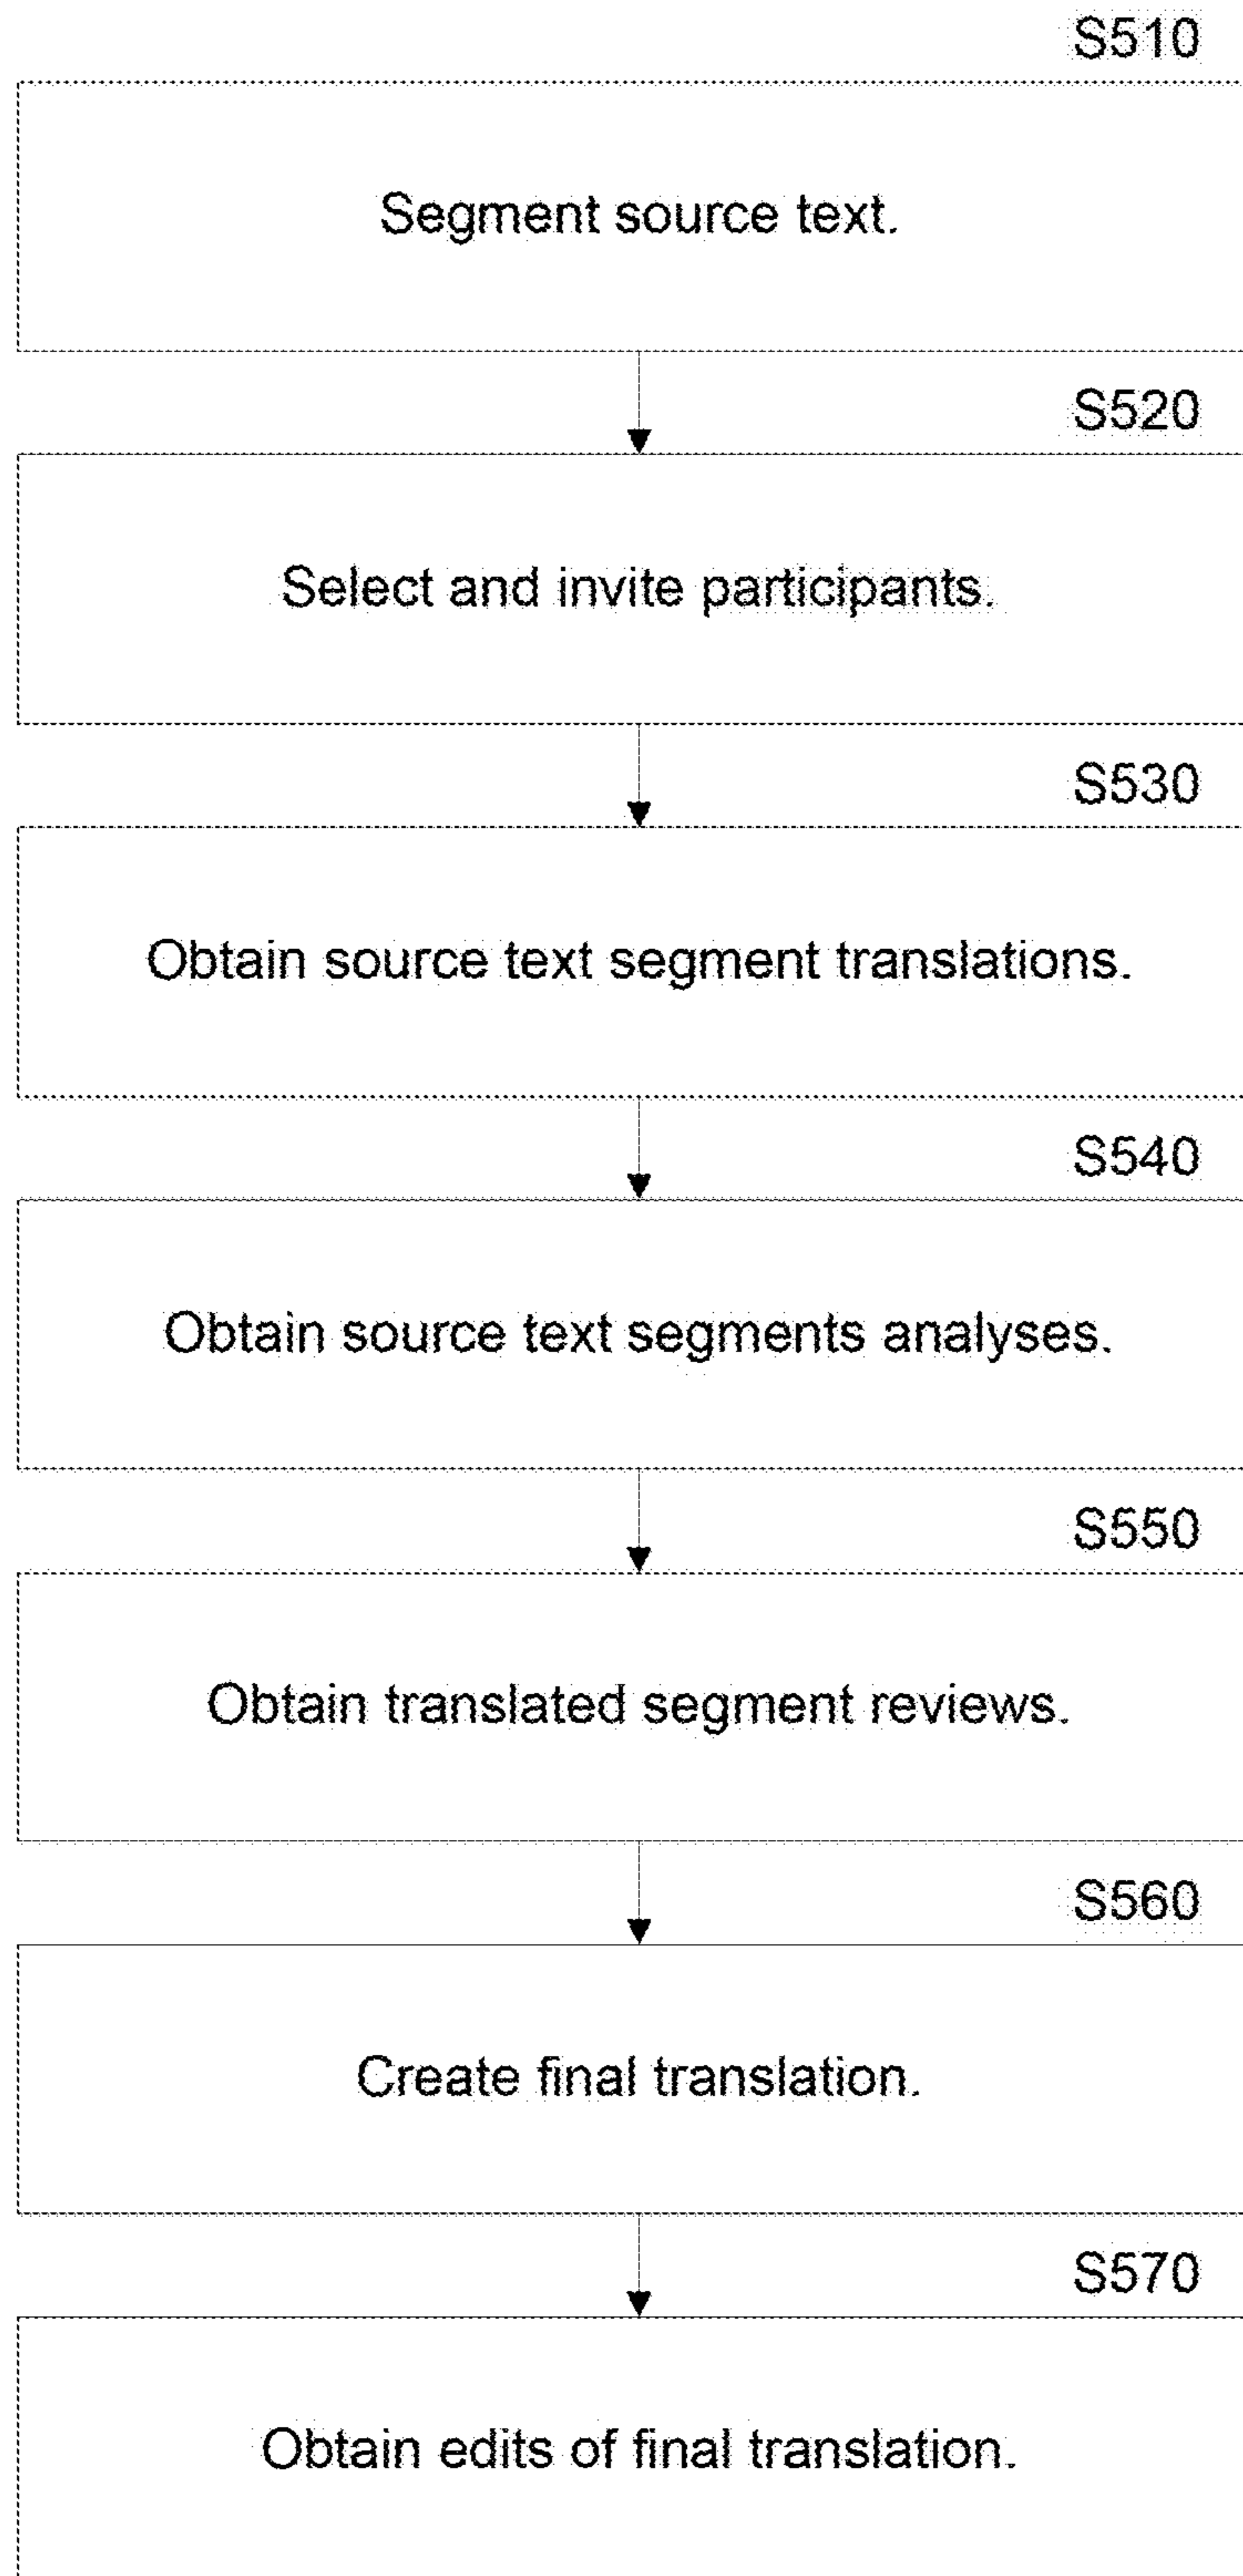 S510
Segment source text.
S520
Select and invite participants.
S530
Obtain source text segment translations.
S540
Obtain source text segments analyses.
S550
Obtain translated segment reviews.
S560
Create final translation.
S570
Obtain edits of final translation.